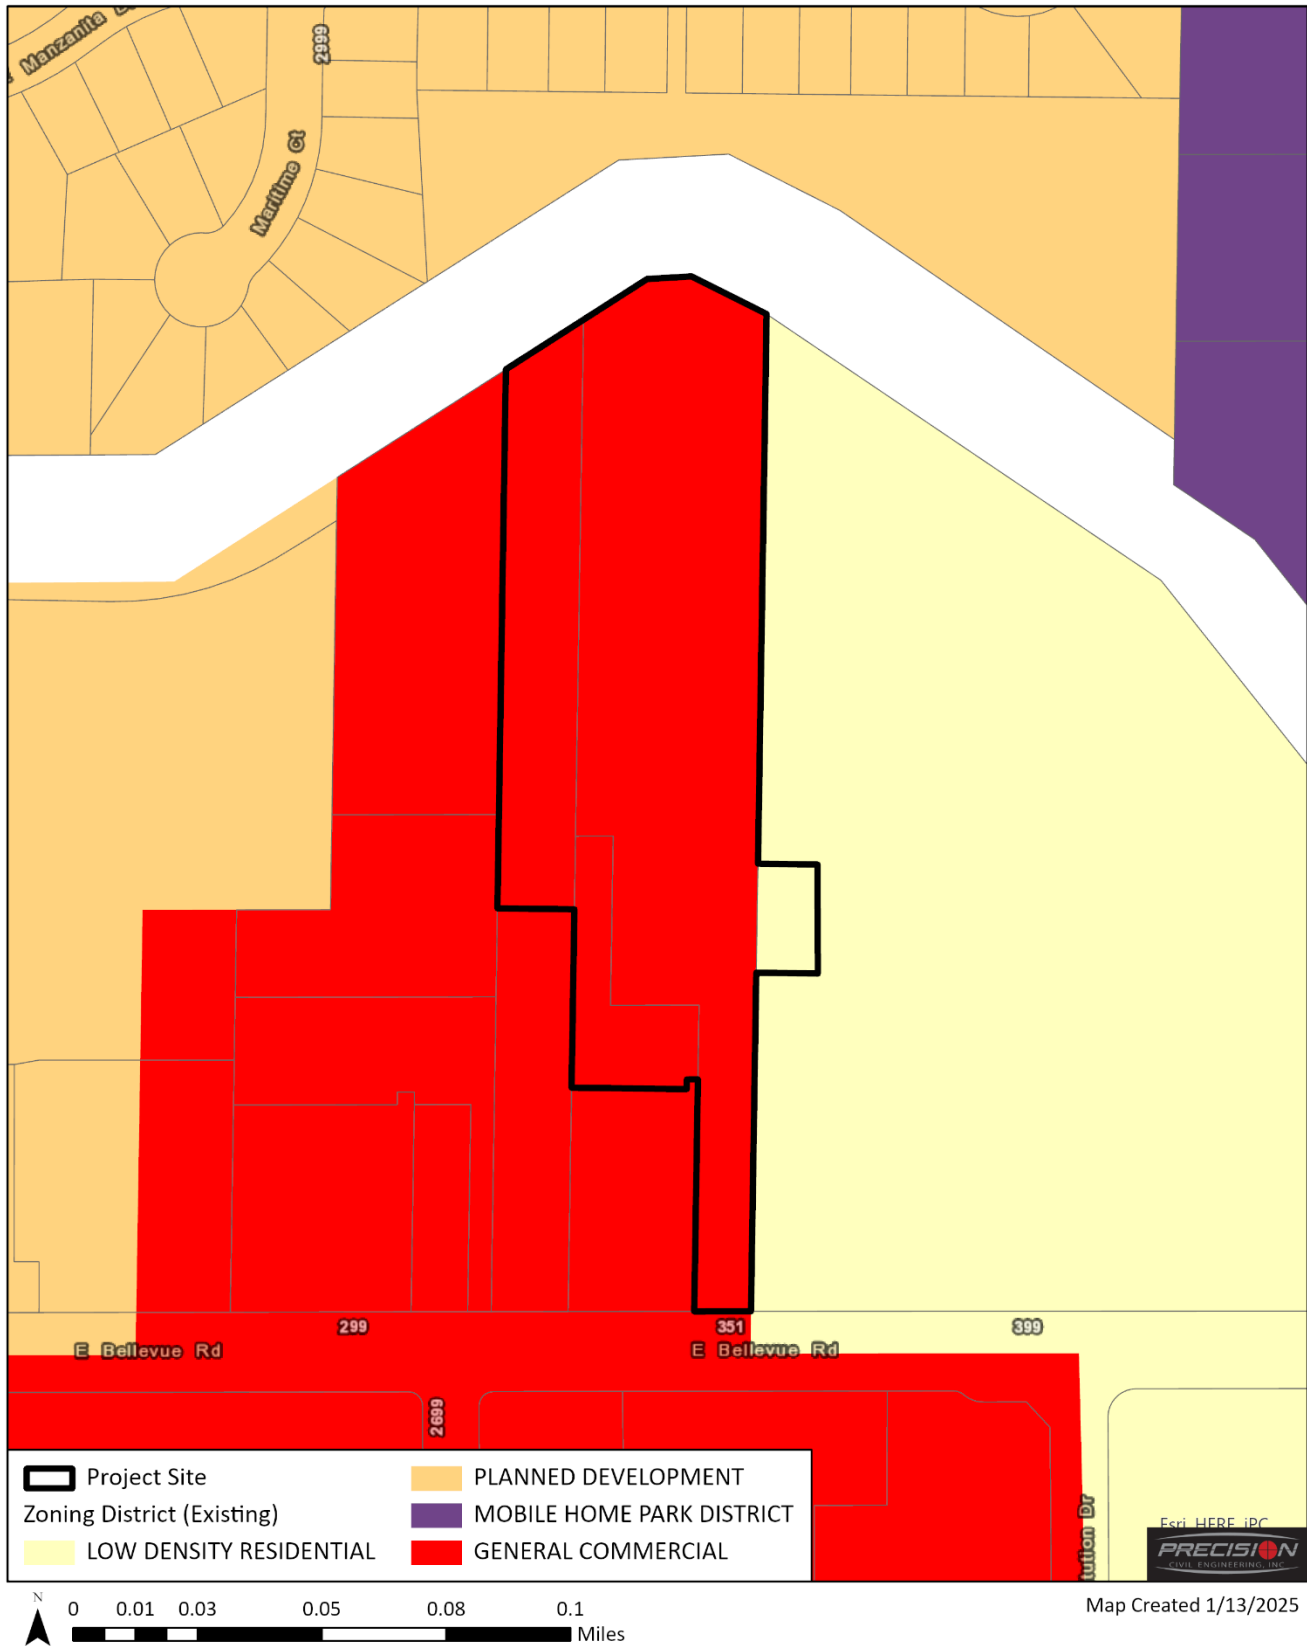 Manzanita
2999
Maritime Ct
299
351
399
E Bellevue Rd
E Bellevue Rd
2699
Project Site
Zoning District (Existing)
LOW DENSITY RESIDENTIAL
PLANNED DEVELOPMENT
MOBILE HOME PARK DISTRICT
GENERAL COMMERCIAL
tution Dr
Esri, HERE, iPC
PRECISION
CIVIL ENGINEERING, INC.
N
0 0.01 0.03 0.05 0.08 0.1
Miles
Map Created 1/13/2025